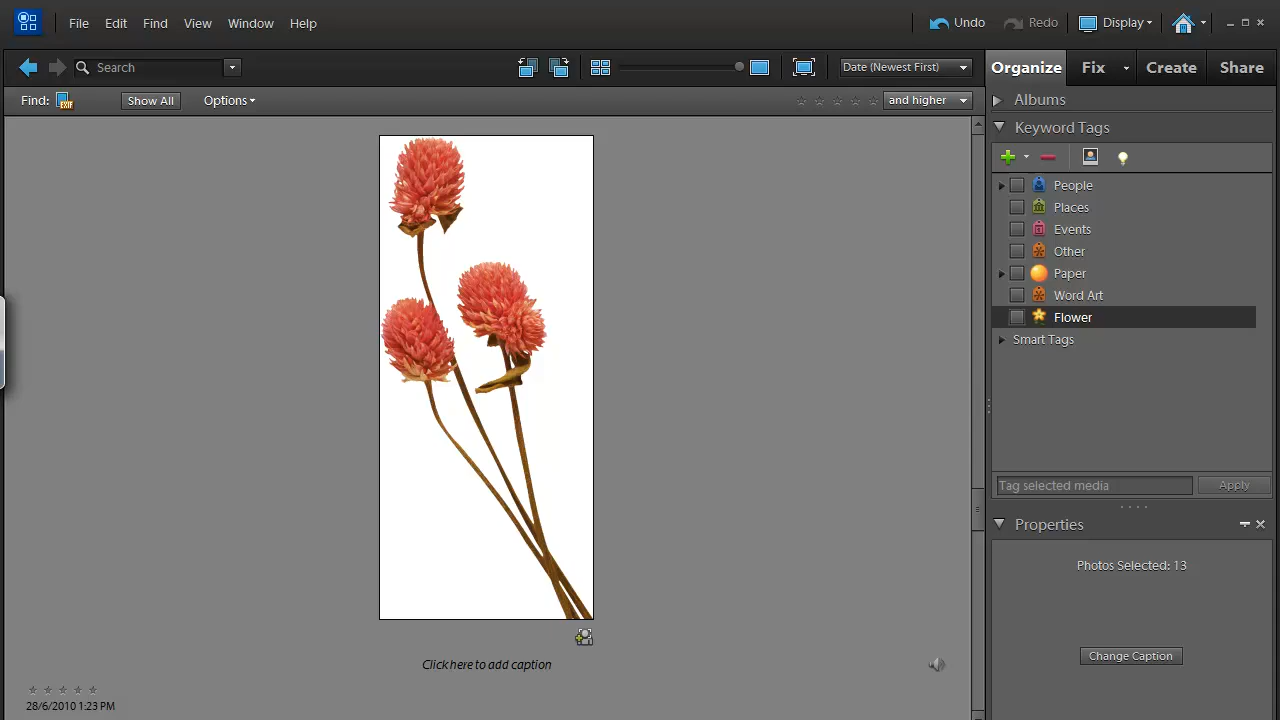 File Edit Find View Window Help
Undo Redo Display
Search
Date (Newest First)
Organize Fix Create Share
Find: EXIF Show All Options
and higher
Albums
Keyword Tags
People
Places
Events
Other
Paper
Word Art
Flower
Smart Tags
Tag selected media Apply
Properties
Photos Selected: 13
Change Caption
Click here to add caption
28/6/2010 1:23 PM